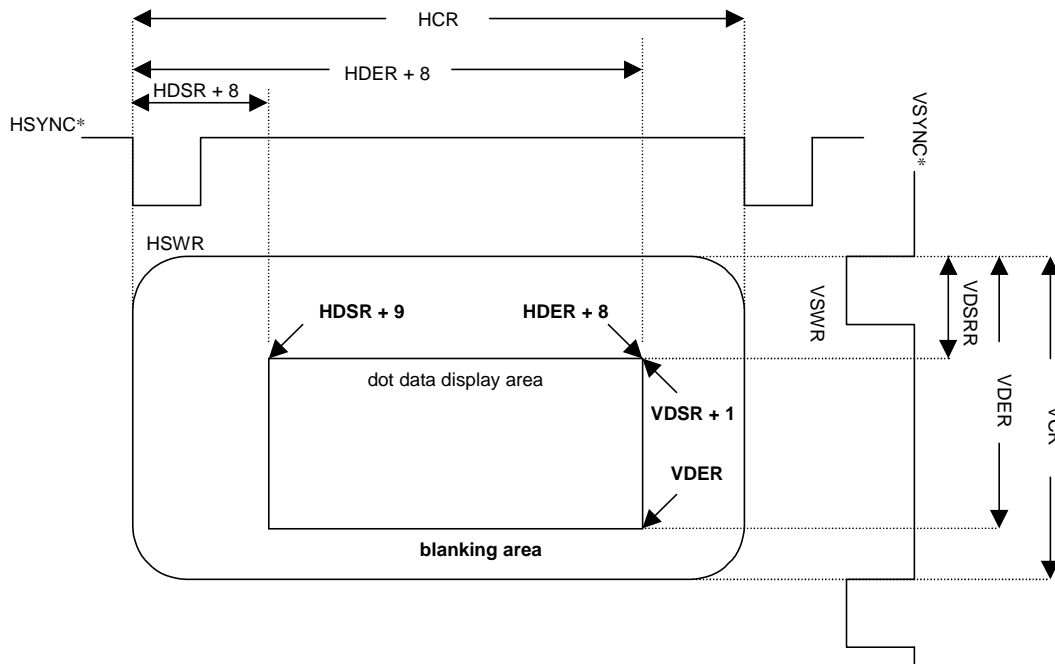 HCR
HDER + 8
HDSR + 8
HSYNC*
VSYNC*
HSWR
VSWR
VDSRR
VDER
VCR
HDSR + 9
HDER + 8
dot data display area
VDSR + 1
VDER
blanking area